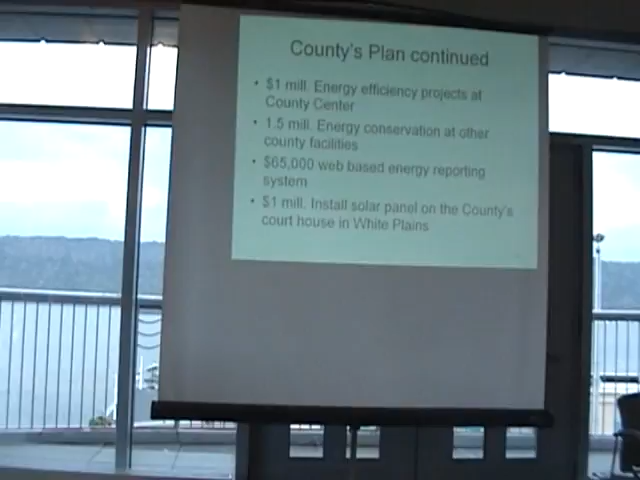 County's Plan continued
• $1 mill. Energy efficiency projects at
County Center
• 1.5 mill. Energy conservation at other
county facilities
• $65,000 web based energy reporting
system
• $1 mill. Install solar panel on the County's
court house in White Plains